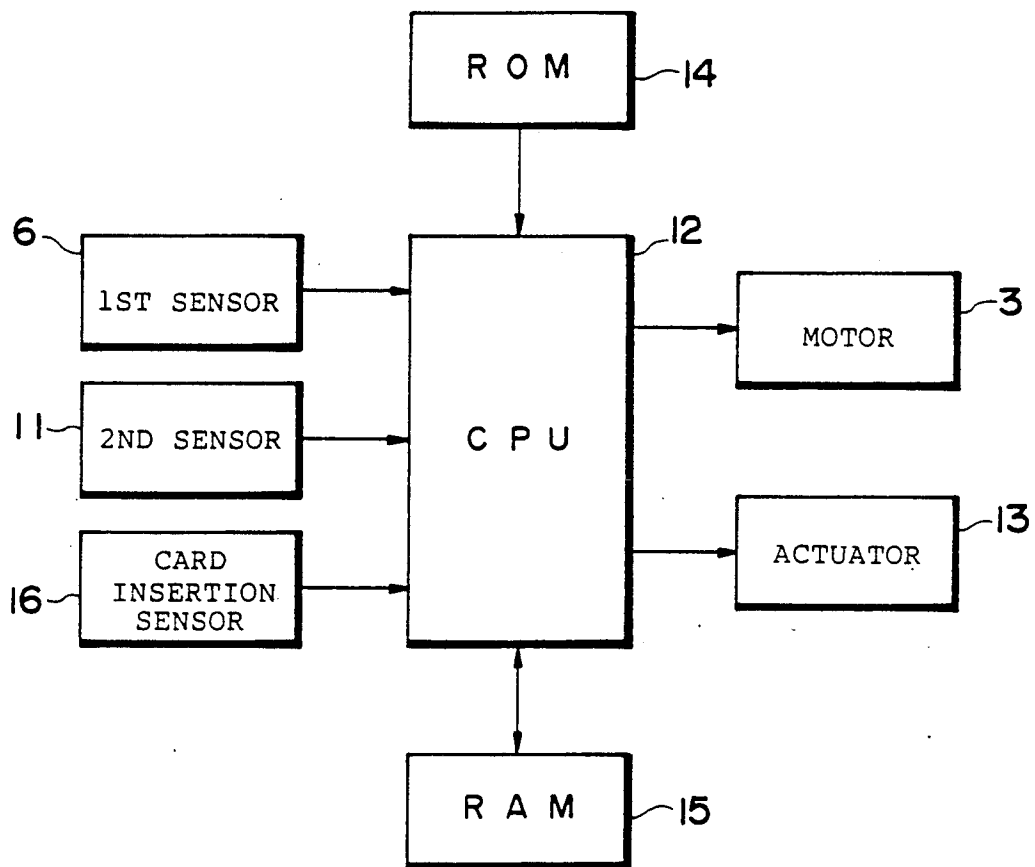 ROM
14
6
1ST SENSOR
12
3
MOTOR
11
2ND SENSOR
CPU
13
ACTUATOR
16
CARD
INSERTION
SENSOR
RAM
15